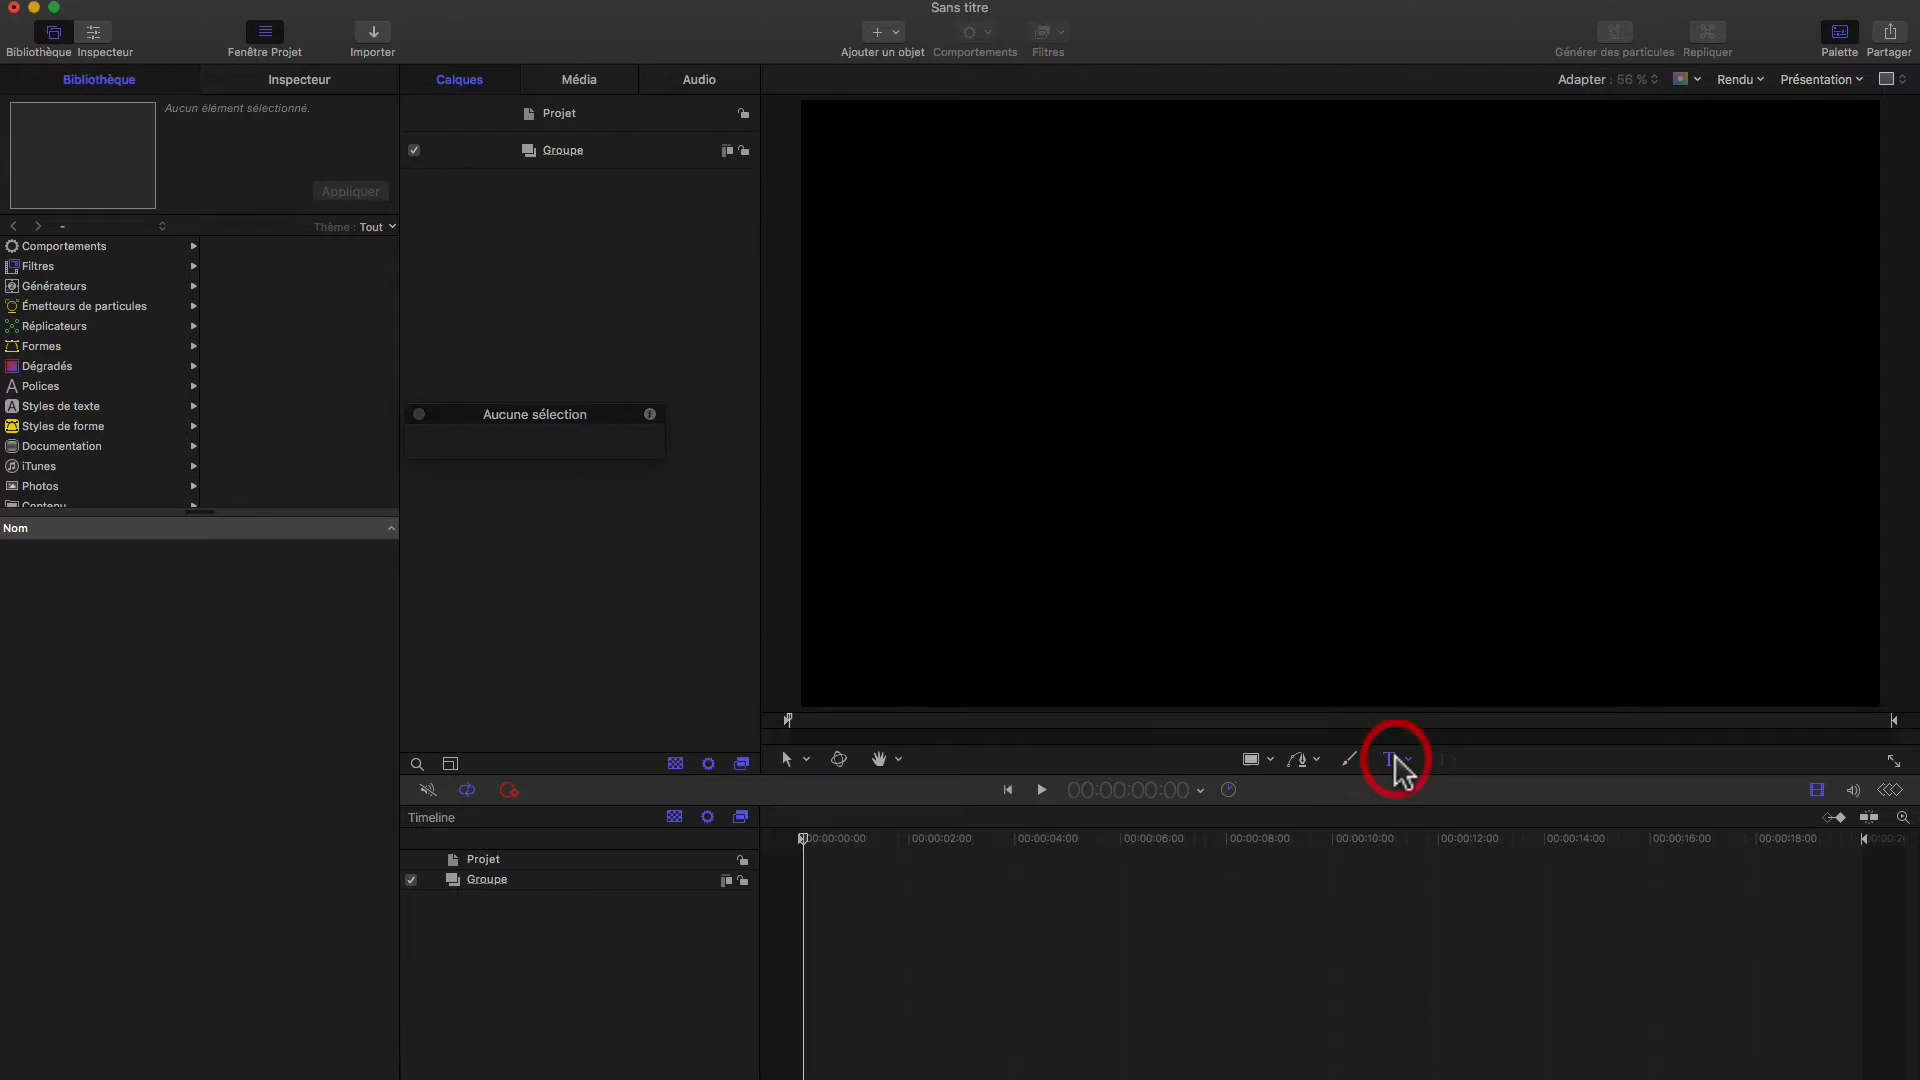 Sans titre
Bibliothèque Inspecteur Fenêtre Projet Importer Ajouter un objet Comportements Filtres Générer des particules Repliquer Palette Partager
Bibliothèque Inspecteur Calques Média Audio Adapter : 56 % Rendu Présentation
Aucun élément sélectionné.
Projet
Groupe
Appliquer
- Thème : Tout
Comportements
Filtres
Générateurs
Émetteurs de particules
Réplicateurs
Formes
Dégradés
Polices
Styles de texte
Styles de forme
Documentation
iTunes
Photos
Contenu
Nom
Aucune sélection
T
00:00:00:00
Timeline
00:00:00:00 00:00:02:00 00:00:04:00 00:00:06:00 00:00:08:00 00:00:10:00 00:00:12:00 00:00:14:00 00:00:16:00 00:00:18:00
Projet
Groupe